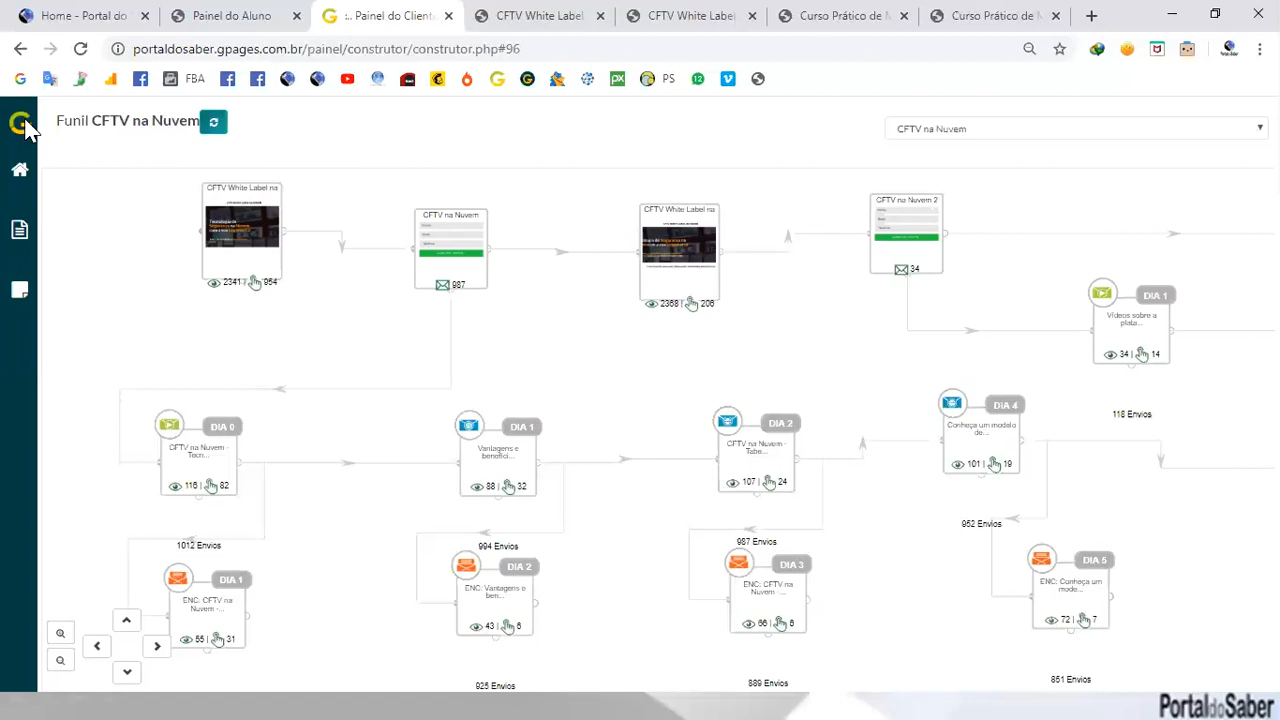 Home - Portal do
Painel do Aluno
:. Painel do Client
CFTV White Label
CFTV White Label
Curso Prático de M
Curso Prático de
portaldosaber.gpages.com.br/painel/construtor/construtor.php#96
FBA
PS
Funil CFTV na Nuvem
CFTV na Nuvem
CFTV White Label na
2341 | 864
CFTV na Nuvem
987
CFTV White Label na
2368 | 206
CFTV na Nuvem 2
34
DIA 1
Vídeos sobre a
plata...
34 | 14
118 Envios
DIA 0
CFTV na Nuvem -
Tecn...
116 | 82
1012 Envios
DIA 1
Vantagens e
benefíci...
88 | 32
994 Envios
DIA 2
CFTV na Nuvem -
Tabe...
107 | 24
987 Envios
DIA 4
Conheça um modelo
de...
101 | 19
952 Envios
DIA 1
ENC: CFTV na
Nuvem -...
55 | 31
DIA 2
ENC: Vantagens e
ben...
43 | 6
925 Envios
DIA 3
ENC: CFTV na
Nuvem -...
66 | 8
889 Envios
DIA 5
ENC: Conheça um
mode...
72 | 7
851 Envios
PortaldoSaber